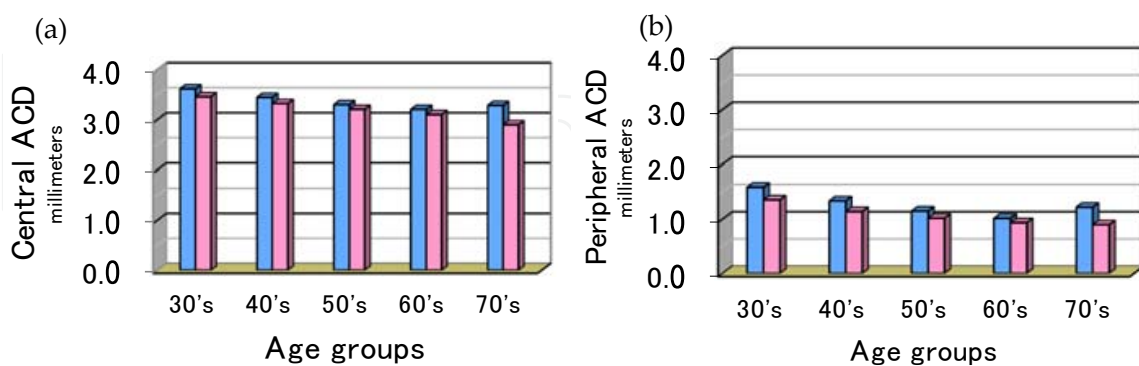 (a)
Central ACD
millimeters
4.0
3.0
2.0
1.0
0.0
30's 40's 50's 60's 70's
Age groups
(b)
Peripheral ACD
millimeters
4.0
3.0
2.0
1.0
0.0
30's 40's 50's 60's 70's
Age groups